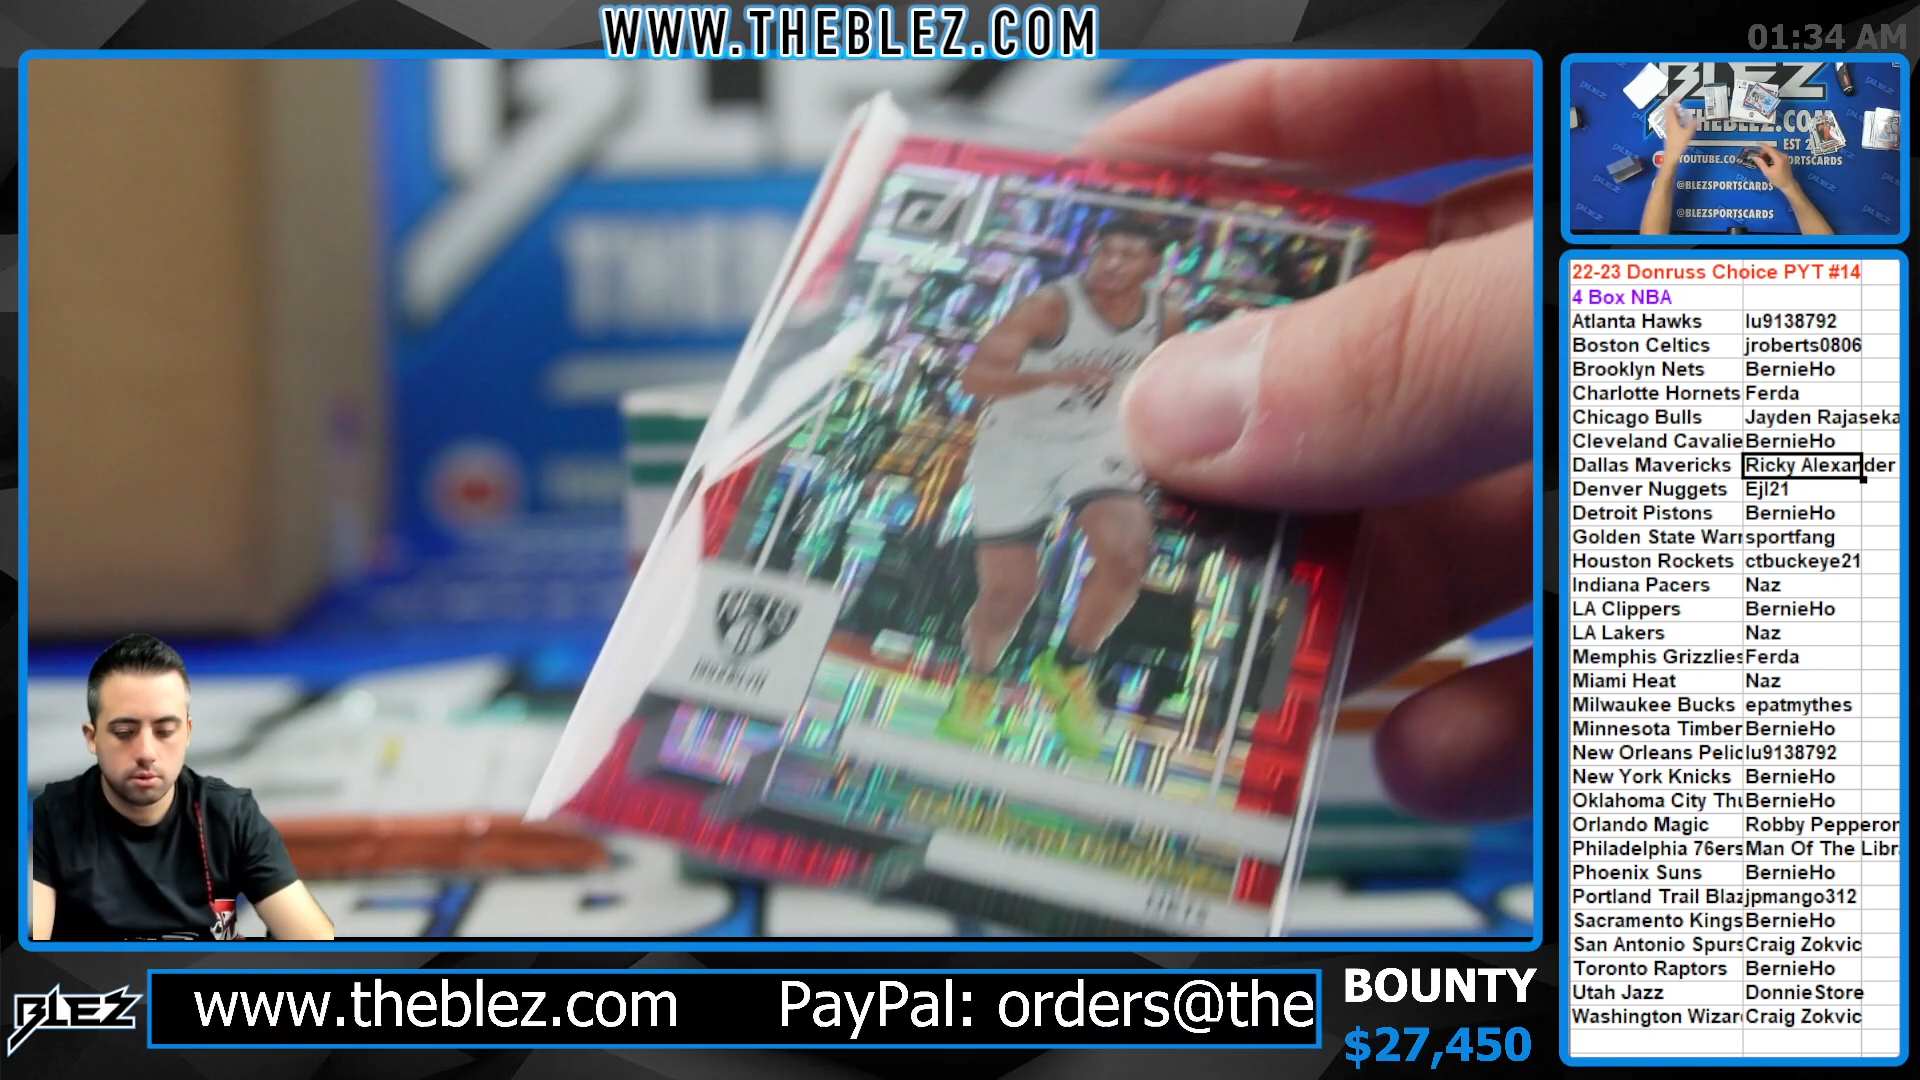 WWW.THEBLEZ.COM
01:34 AM
BLEZ
THEBLEZ.COM
YOUTUBE.CO
ORTSCARDS
@BLEZSPORTSCARDS
@BLEZSPORTSCARDS
22-23 Donruss Choice PYT #14
4 Box NBA
Atlanta Hawks lu9138792
Boston Celtics jroberts0806
Brooklyn Nets BernieHo
Charlotte Hornets Ferda
Chicago Bulls Jayden Rajaseka
Cleveland Cavalie BernieHo
Dallas Mavericks Ricky Alexander
Denver Nuggets Ejl21
Detroit Pistons BernieHo
Golden State Warr sportfang
Houston Rockets ctbuckeye21
Indiana Pacers Naz
LA Clippers BernieHo
LA Lakers Naz
Memphis Grizzlies Ferda
Miami Heat Naz
Milwaukee Bucks epatmythes
Minnesota Timber BernieHo
New Orleans Pelic lu9138792
New York Knicks BernieHo
Oklahoma City Thu BernieHo
Orlando Magic Robby Pepperon
Philadelphia 76ers Man Of The Libr
Phoenix Suns BernieHo
Portland Trail Blaz jpmango312
Sacramento Kings BernieHo
San Antonio Spurs Craig Zokvic
Toronto Raptors BernieHo
Utah Jazz DonnieStore
Washington Wizar Craig Zokvic
BLEZ
www.theblez.com PayPal: orders@the
BOUNTY
$27,450